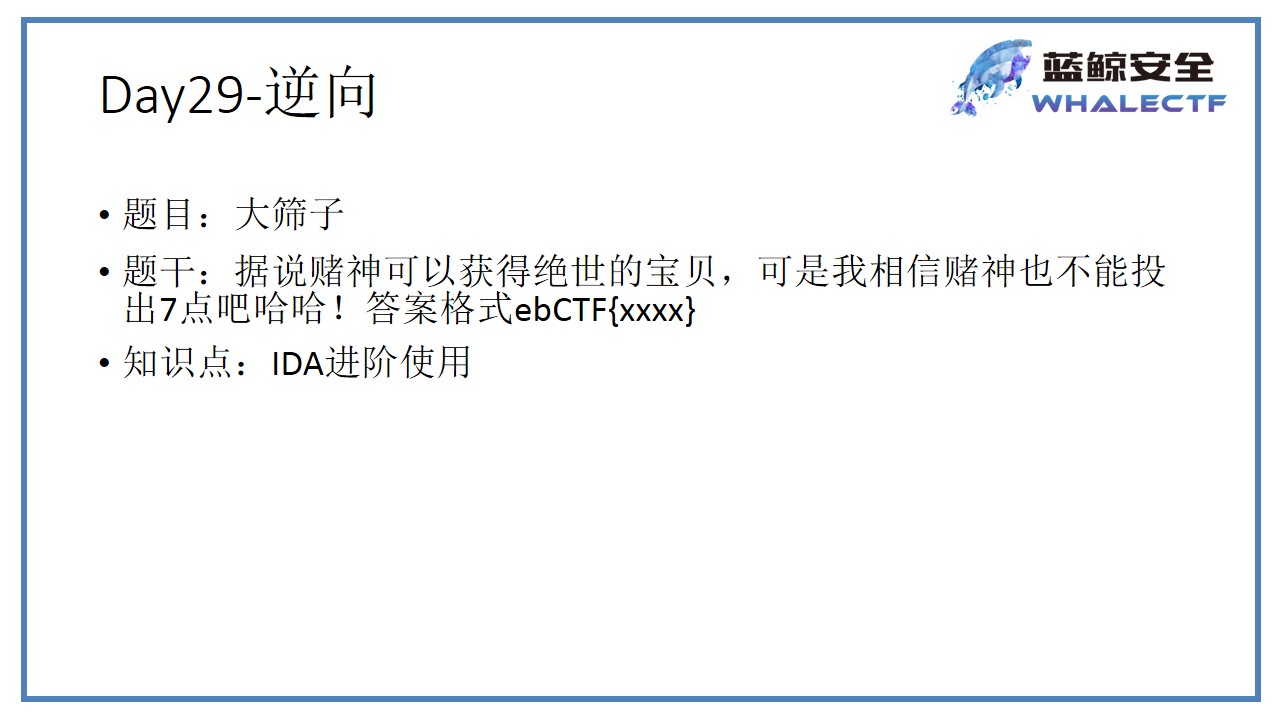 Day29-逆向
蓝鲸安全
WHALECTF
• 题目：大筛子
• 题干：据说赌神可以获得绝世的宝贝，可是我相信赌神也不能投
出7点吧哈哈！答案格式ebCTF{xxxx}
• 知识点：IDA进阶使用